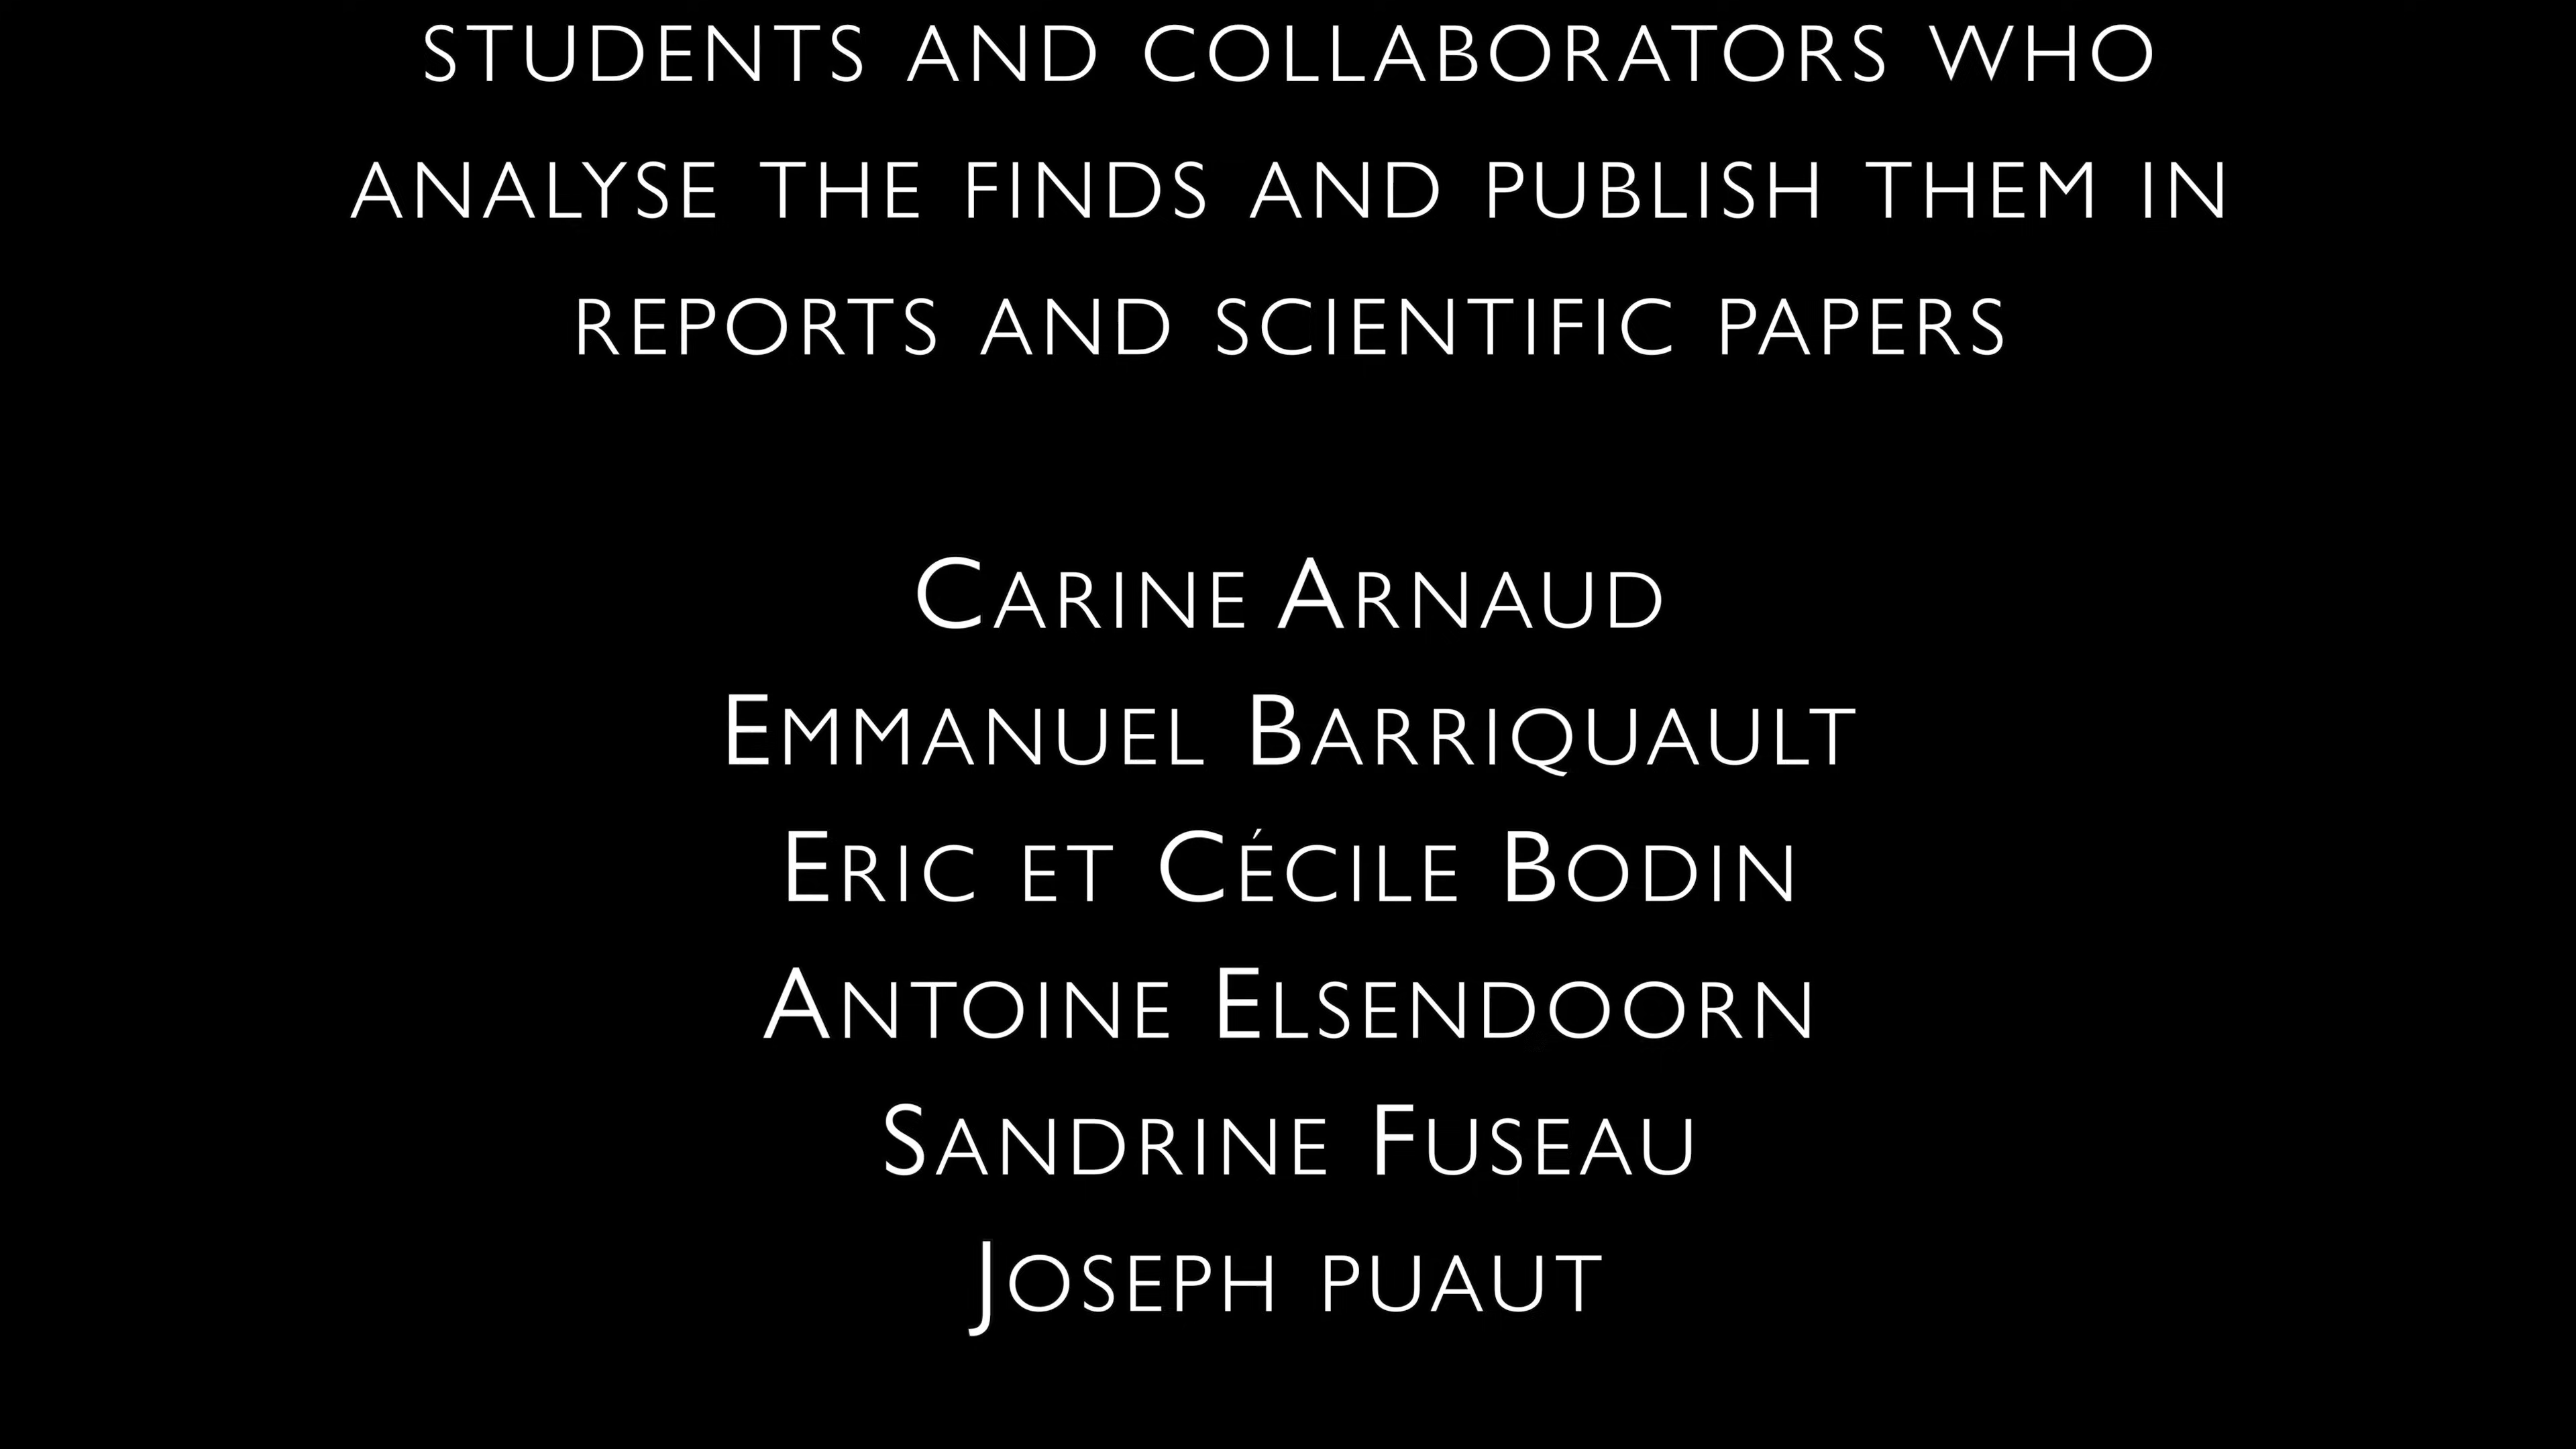 STUDENTS AND COLLABORATORS WHO
ANALYSE THE FINDS AND PUBLISH THEM IN
REPORTS AND SCIENTIFIC PAPERS
CARINE ARNAUD
EMMANUEL BARRIQUAULT
ERIC ET CÉCILE BODIN
ANTOINE ELSENDOORN
SANDRINE FUSEAU
JOSEPH PUAUT